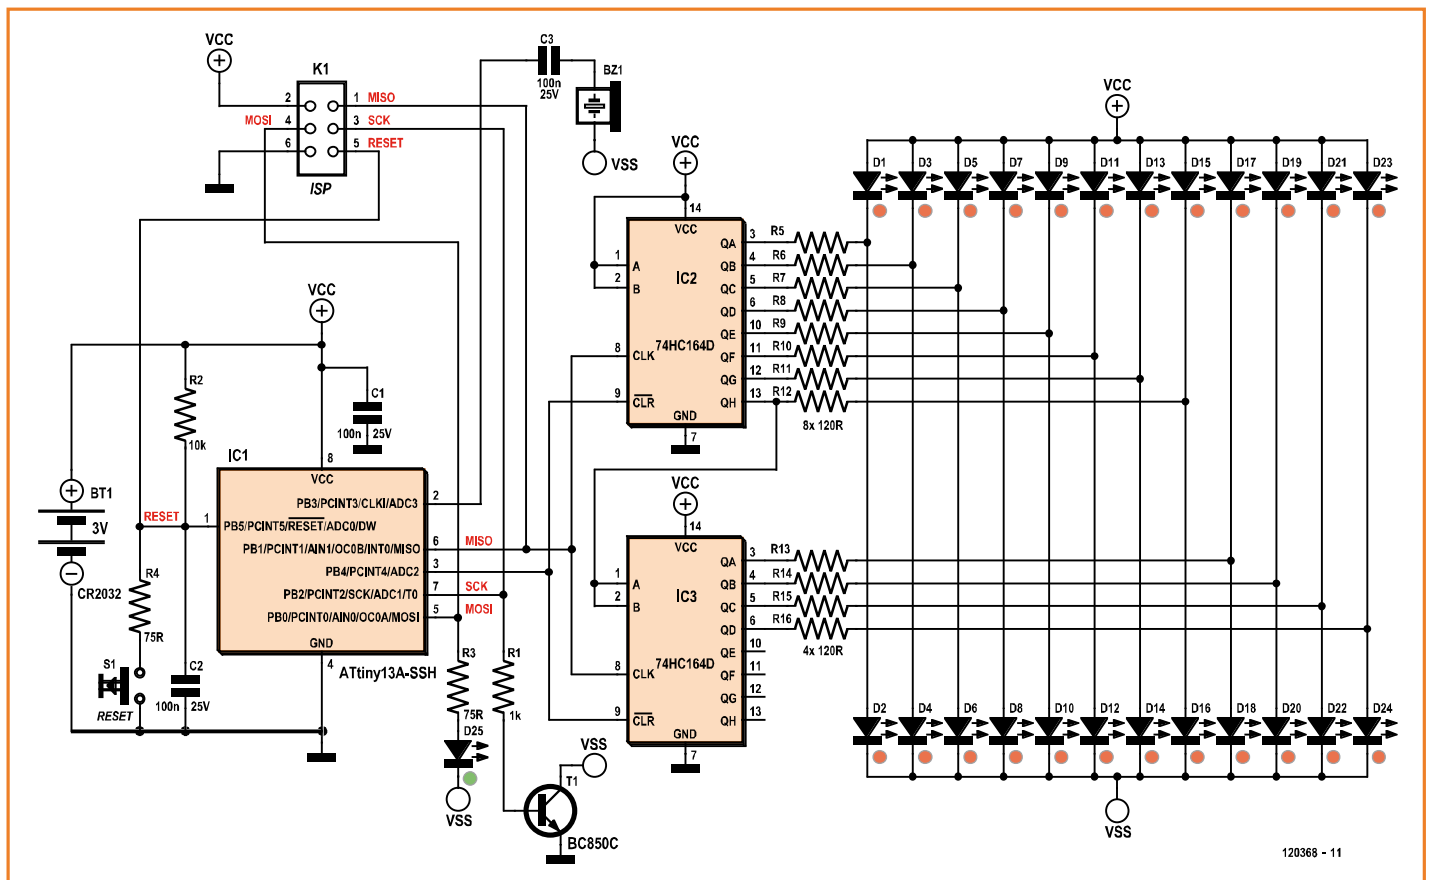 VCC
K1
2
1
MISO
MOSI
4
3
SCK
6
5
RESET
ISP
C3
100n
25V
BZ1
VSS
VCC
14
VCC
1
A
2
B
IC2
74HC164D
8
CLK
9
CLR
GND
7
QA
3
R5
QB
4
R6
QC
5
R7
QD
6
R8
QE
10
R9
QF
11
R10
QG
12
R11
QH
13
R12
8x 120R
VCC
D1
D3
D5
D7
D9
D11
D13
D15
D17
D19
D21
D23
VCC
R2
10k
C1
100n
25V
BT1
3V
CR2032
RESET
1
IC1
8
VCC
PB3/PCINT3/CLKI/ADC3
2
PB5/PCINT5/RESET/ADC0/DW
PB1/PCINT1/AIN1/OC0B/INT0/MISO
6
MISO
PB4/PCINT4/ADC2
3
PB2/PCINT2/SCK/ADC1/T0
7
SCK
PB0/PCINT0/AIN0/OC0A/MOSI
5
MOSI
GND
4
ATtiny13A-SSH
R4
75R
S1
RESET
C2
100n
25V
R3
75R
D25
VSS
R1
1k
T1
VSS
BC850C
VCC
14
VCC
1
A
2
B
IC3
74HC164D
8
CLK
9
CLR
GND
7
QA
3
R13
QB
4
R14
QC
5
R15
QD
6
R16
QE
10
QF
11
QG
12
QH
13
4x 120R
D2
D4
D6
D8
D10
D12
D14
D16
D18
D20
D22
D24
VSS
120368 - 11